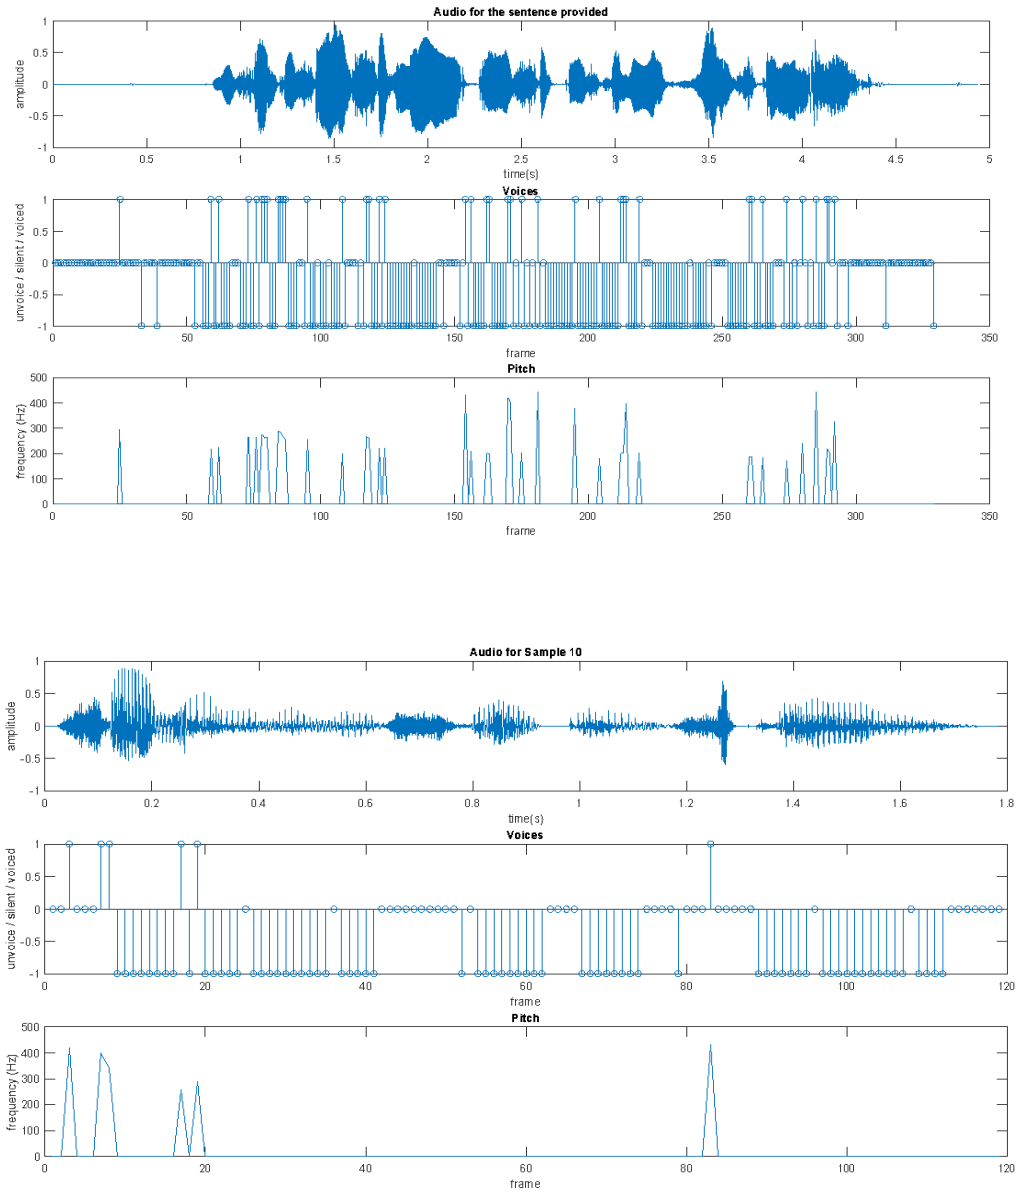 Audio for the sentence provided
1
0.5
0
-0.5
-1
amplitude
0 0.5 1 1.5 2 2.5 3 3.5 4 4.5 5
time(s)
Voices
1
0.5
0
-0.5
-1
unvoice / silent / voiced
0 50 100 150 200 250 300 350
frame
Pitch
500
400
300
200
100
0
frequency (Hz)
0 50 100 150 200 250 300 350
frame
Audio for Sample 10
1
0.5
0
-0.5
-1
amplitude
0 0.2 0.4 0.6 0.8 1 1.2 1.4 1.6 1.8
time(s)
Voices
1
0.5
0
-0.5
-1
unvoice / silent / voiced
0 20 40 60 80 100 120
frame
Pitch
500
400
300
200
100
0
frequency (Hz)
0 20 40 60 80 100 120
frame